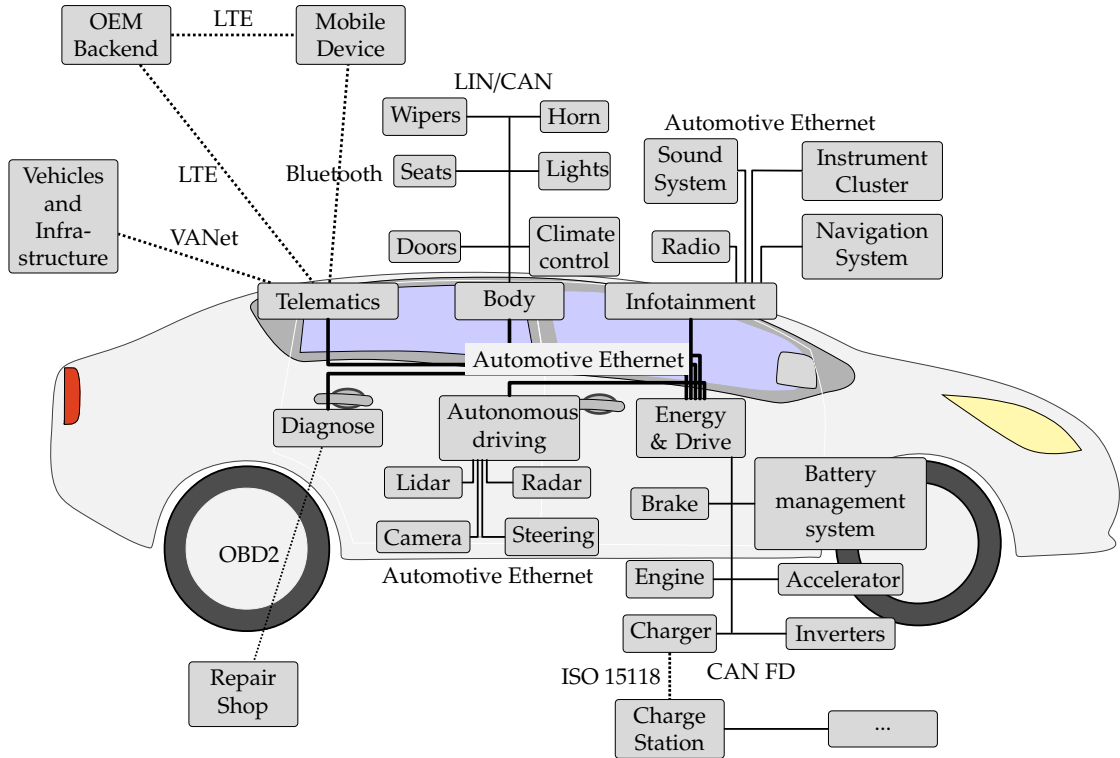 OEM
Backend
LTE
Mobile
Device
LIN/CAN
Wipers
Horn
Automotive Ethernet
Sound
System
Instrument
Cluster
Vehicles
and
Infra-
structure
LTE
Bluetooth
Seats
Lights
VANet
Doors
Climate
control
Radio
Navigation
System
Telematics
Body
Infotainment
Automotive Ethernet
Diagnose
Autonomous
driving
Energy
& Drive
Lidar
Radar
Brake
Battery
management
system
Camera
Steering
OBD2
Automotive Ethernet
Engine
Accelerator
Charger
Inverters
Repair
Shop
ISO 15118
CAN FD
Charge
Station
...